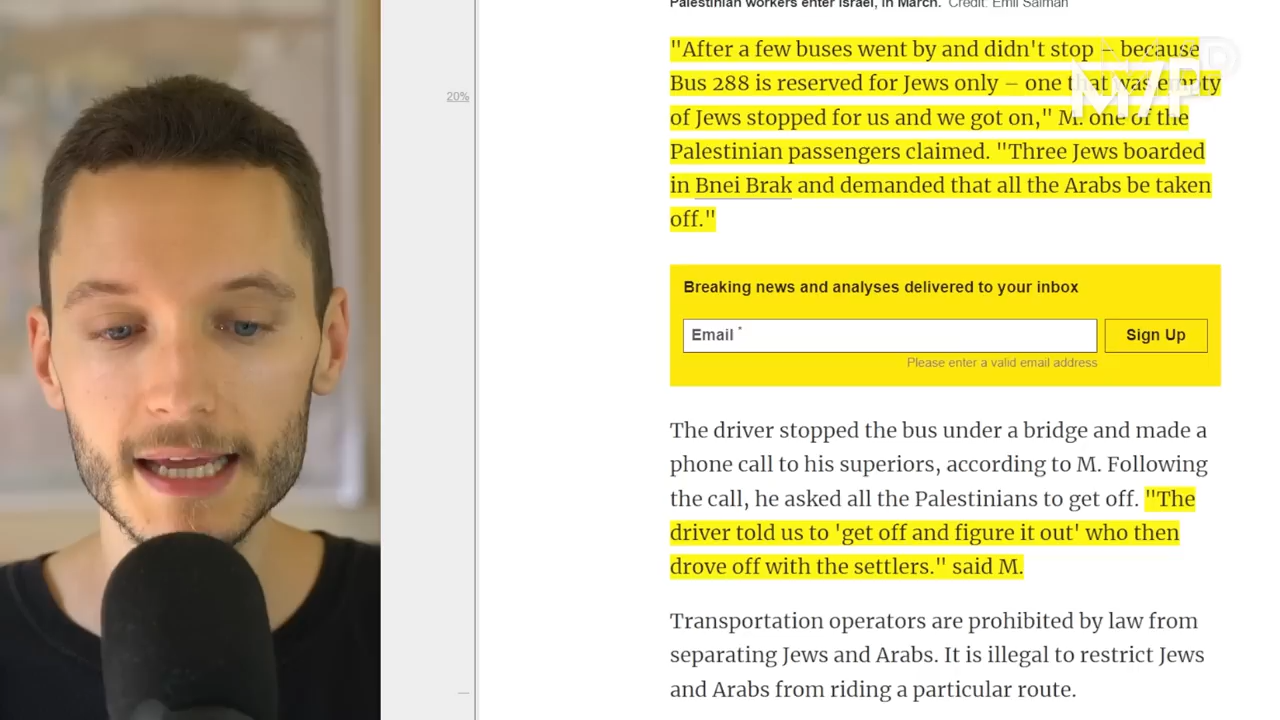 Palestinian workers enter Israel, in March. Credit: Emil Salman
"After a few buses went by and didn't stop – because
Bus 288 is reserved for Jews only – one that was empty
of Jews stopped for us and we got on," M. one of the
Palestinian passengers claimed. "Three Jews boarded
in Bnei Brak and demanded that all the Arabs be taken
off."
20%
Breaking news and analyses delivered to your inbox
Email *
Sign Up
Please enter a valid email address
The driver stopped the bus under a bridge and made a
phone call to his superiors, according to M. Following
the call, he asked all the Palestinians to get off. "The
driver told us to 'get off and figure it out' who then
drove off with the settlers." said M.
Transportation operators are prohibited by law from
separating Jews and Arabs. It is illegal to restrict Jews
and Arabs from riding a particular route.